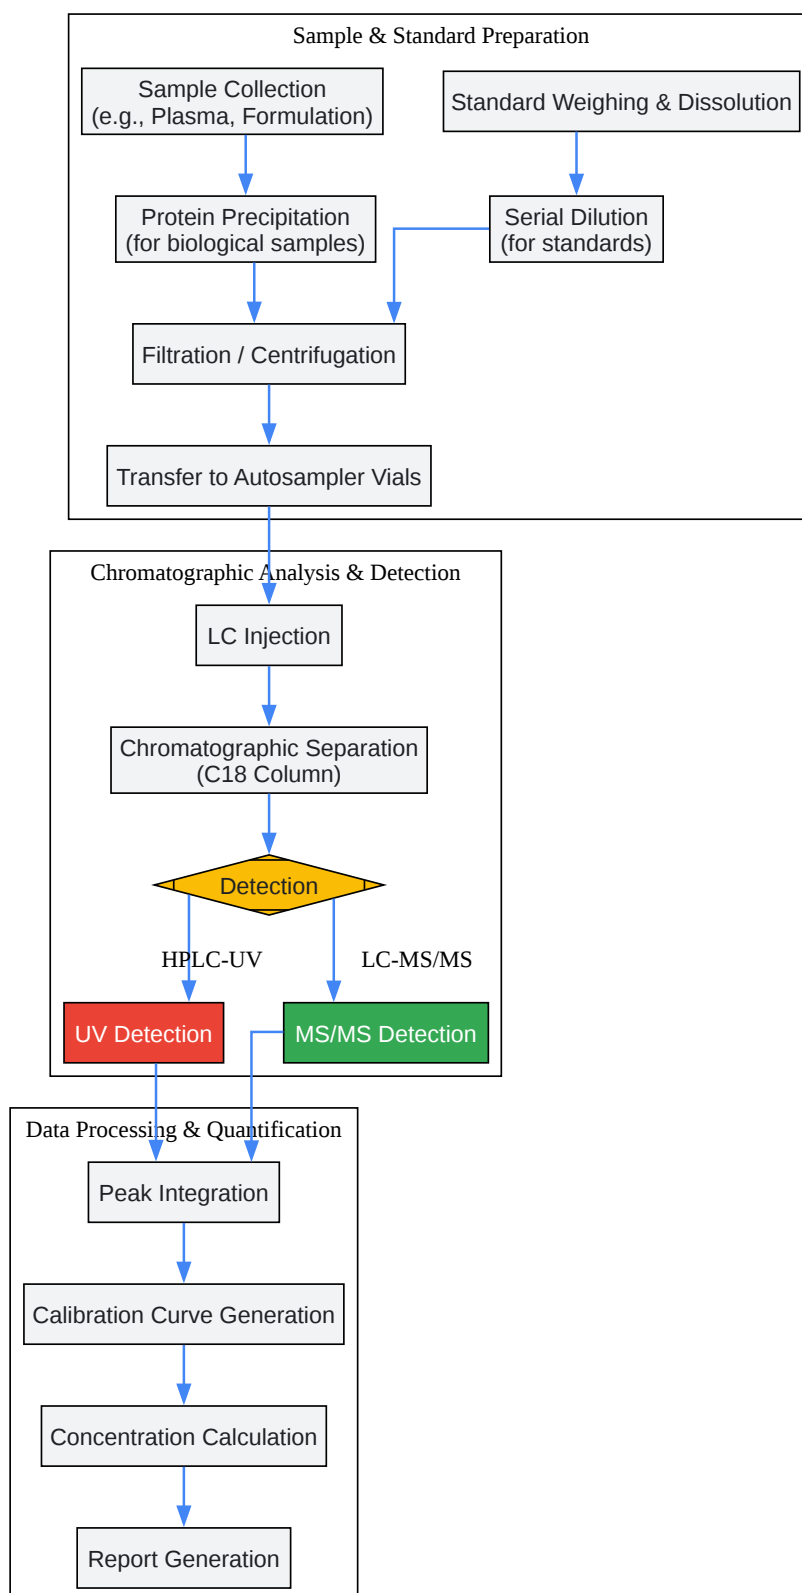 Sample & Standard Preparation
Sample Collection
(e.g., Plasma, Formulation)
Standard Weighing & Dissolution
Protein Precipitation
(for biological samples)
Serial Dilution
(for standards)
Filtration / Centrifugation
Transfer to Autosampler Vials
Chromatographic Analysis & Detection
LC Injection
Chromatographic Separation
(C18 Column)
Detection
HPLC-UV
LC-MS/MS
UV Detection
MS/MS Detection
Data Processing & Quantification
Peak Integration
Calibration Curve Generation
Concentration Calculation
Report Generation